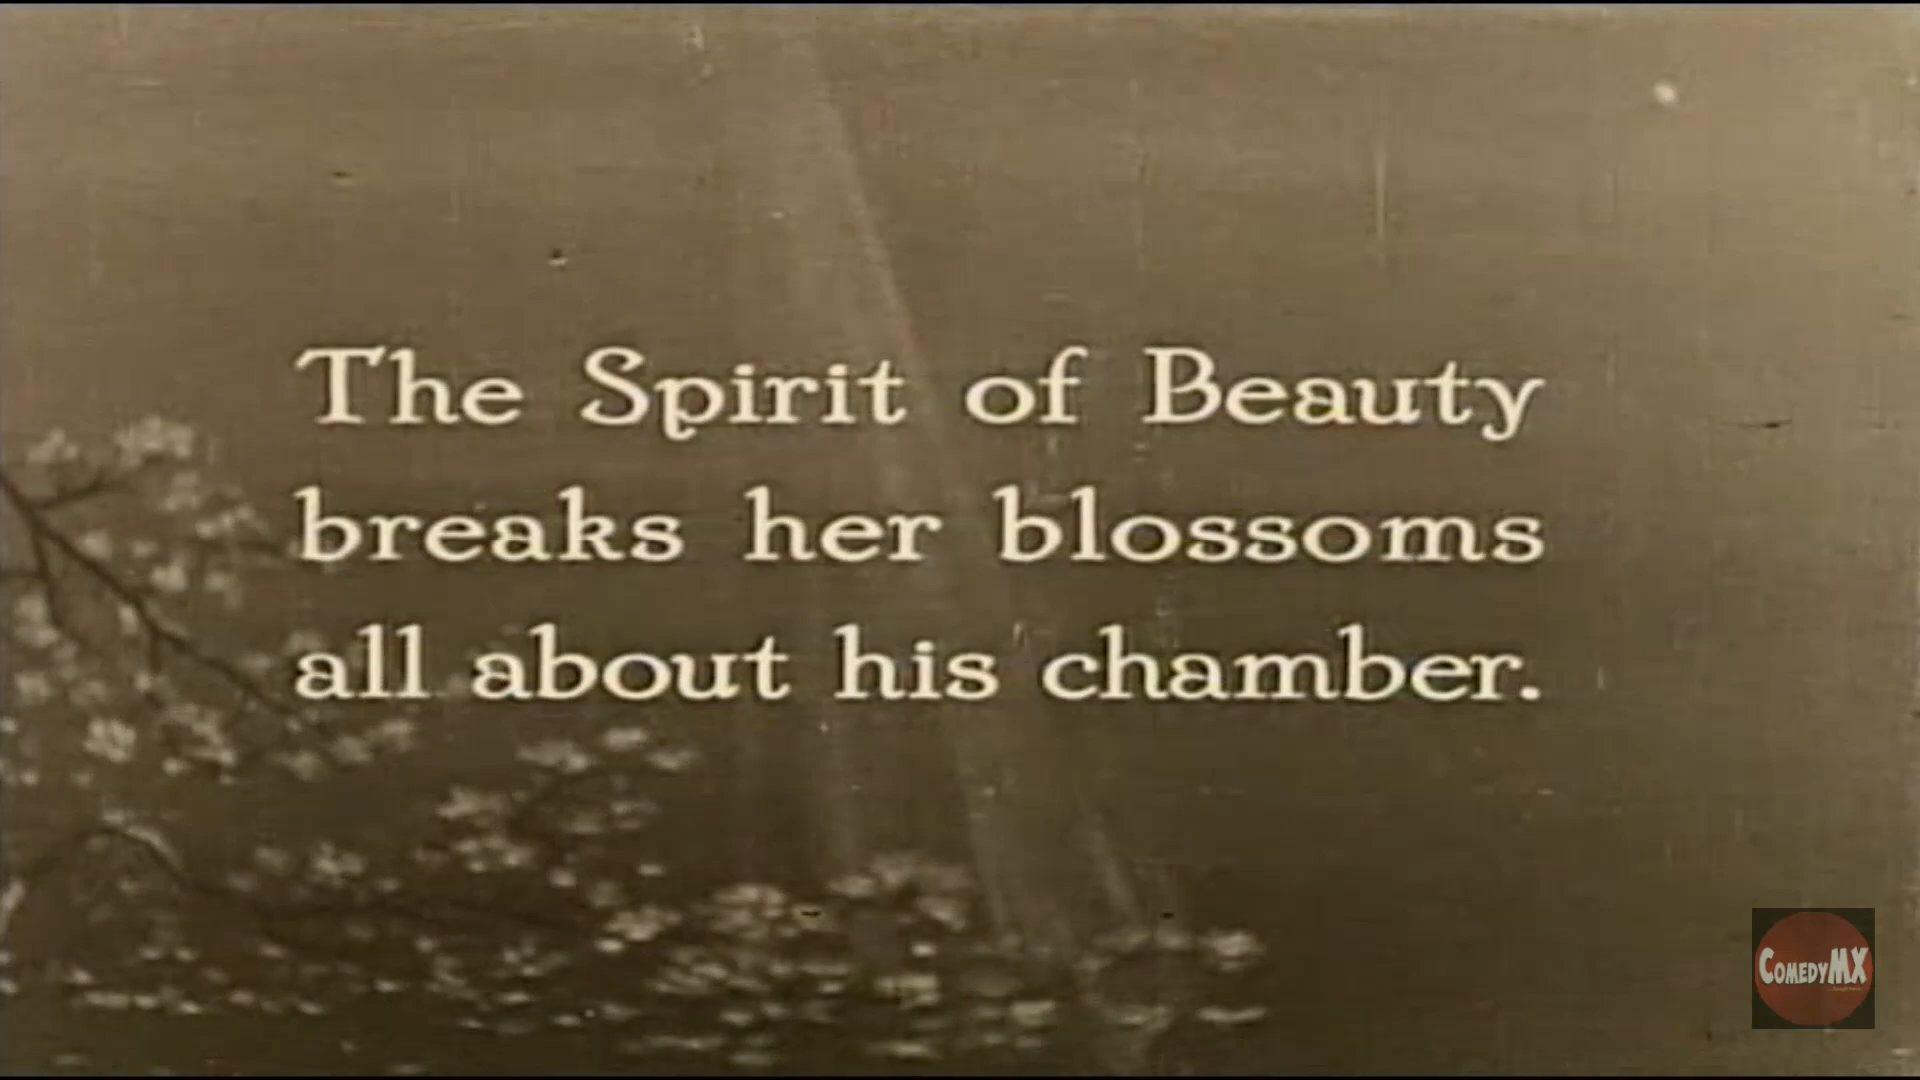 The Spirit of Beauty
breaks her blossoms
all about his chamber.
COMEDYMX